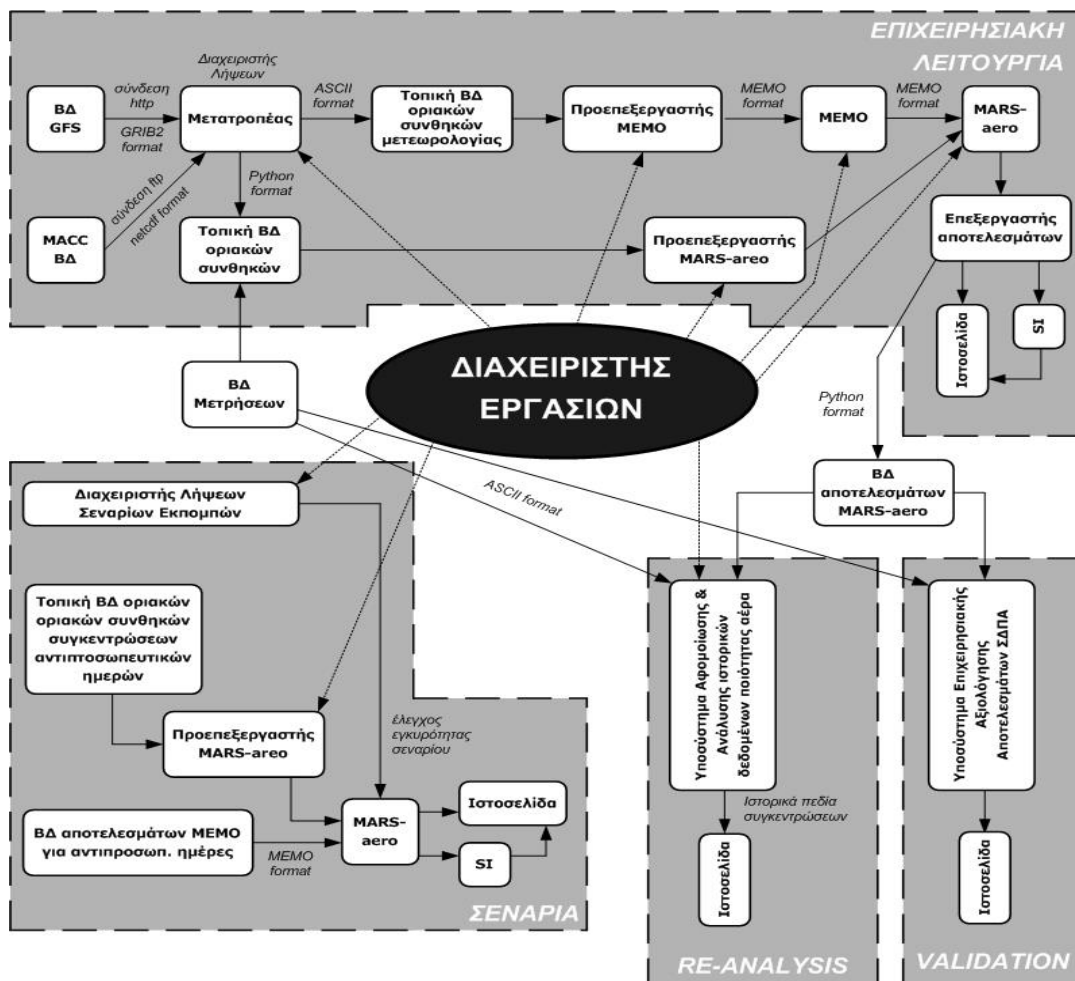 ΕΠΙΧΕΙΡΗΣΙΑΚΗ
ΛΕΙΤΟΥΡΓΙΑ
Διαχειριστής
Λήψεων
ΒΔ
GFS
σύνδεση
http
GRIB2
format
Μετατροπέας
ASCII
format
Τοπική ΒΔ
οριακών
συνθηκών
μετεωρολογίας
Προεπεξεργαστής
ΜΕΜΟ
MEMO
format
ΜΕΜΟ
MEMO
format
MARS-
aero
σύνδεση ftp
netcdf format
Python
format
MACC
ΒΔ
Τοπική ΒΔ
οριακών
συνθηκών
Προεπεξεργαστής
MARS-areo
Επεξεργαστής
αποτελεσμάτων
Ιστοσελίδα
SI
ΔΙΑΧΕΙΡΙΣΤΗΣ
ΕΡΓΑΣΙΩΝ
ΒΔ
Μετρήσεων
Python
format
ASCII format
ΒΔ
αποτελεσμάτων
MARS-aero
Διαχειριστής Λήψεων
Σεναρίων Εκπομπών
Τοπική ΒΔ οριακών
οριακών συνθηκών
συγκεντρώσεων
αντιπτοσωπευτικών
ημερών
Προεπεξεργαστής
MARS-areo
έλεγχος
εγκυρότητας
σεναρίου
ΒΔ αποτελεσμάτων ΜΕΜΟ
για αντιπροσωπ. ημέρες
MEMO
format
MARS-
aero
Ιστοσελίδα
SI
ΣΕΝΑΡΙΑ
Υποσύστημα Αφομοίωσης &
Ανάλυσης ιστορικών
δεδομένων ποιότητας αέρα
Ιστορικά πεδία
συγκεντρώσεων
Ιστοσελίδα
RE-ANALYSIS
Υποσύστημα Επιχειρησιακής
Αξιολόγησης
Αποτελεσμάτων ΣΔΠΑ
Ιστοσελίδα
VALIDATION